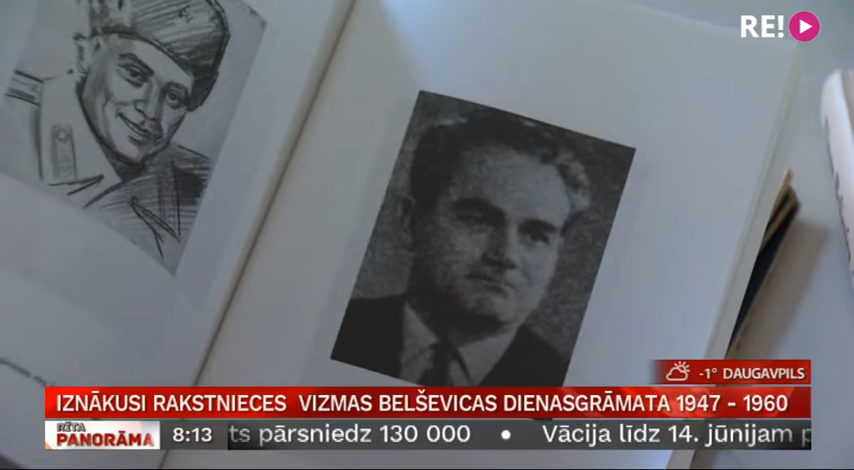 RE!
-1° DAUGAVPILS
IZNĀKUSI RAKSTNIECES VIZMAS BELŠEVICAS DIENASGRĀMATA 1947 - 1960
RĪTA
PANORĀMA
8:13
ts pārsniedz 130 000 • Vācija līdz 14. jūnijam p